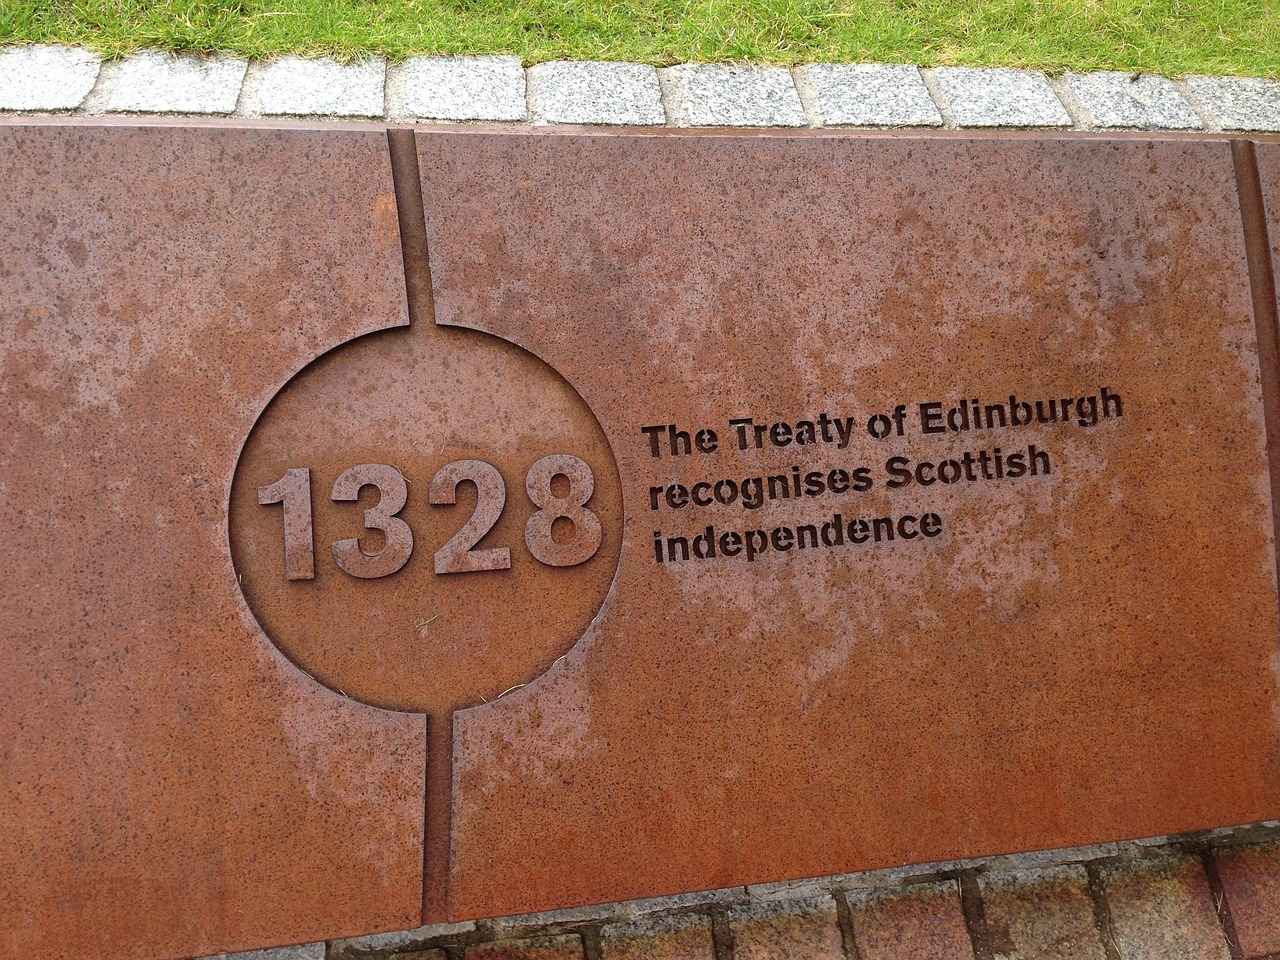 1328
The Treaty of Edinburgh
recognises Scottish
independence